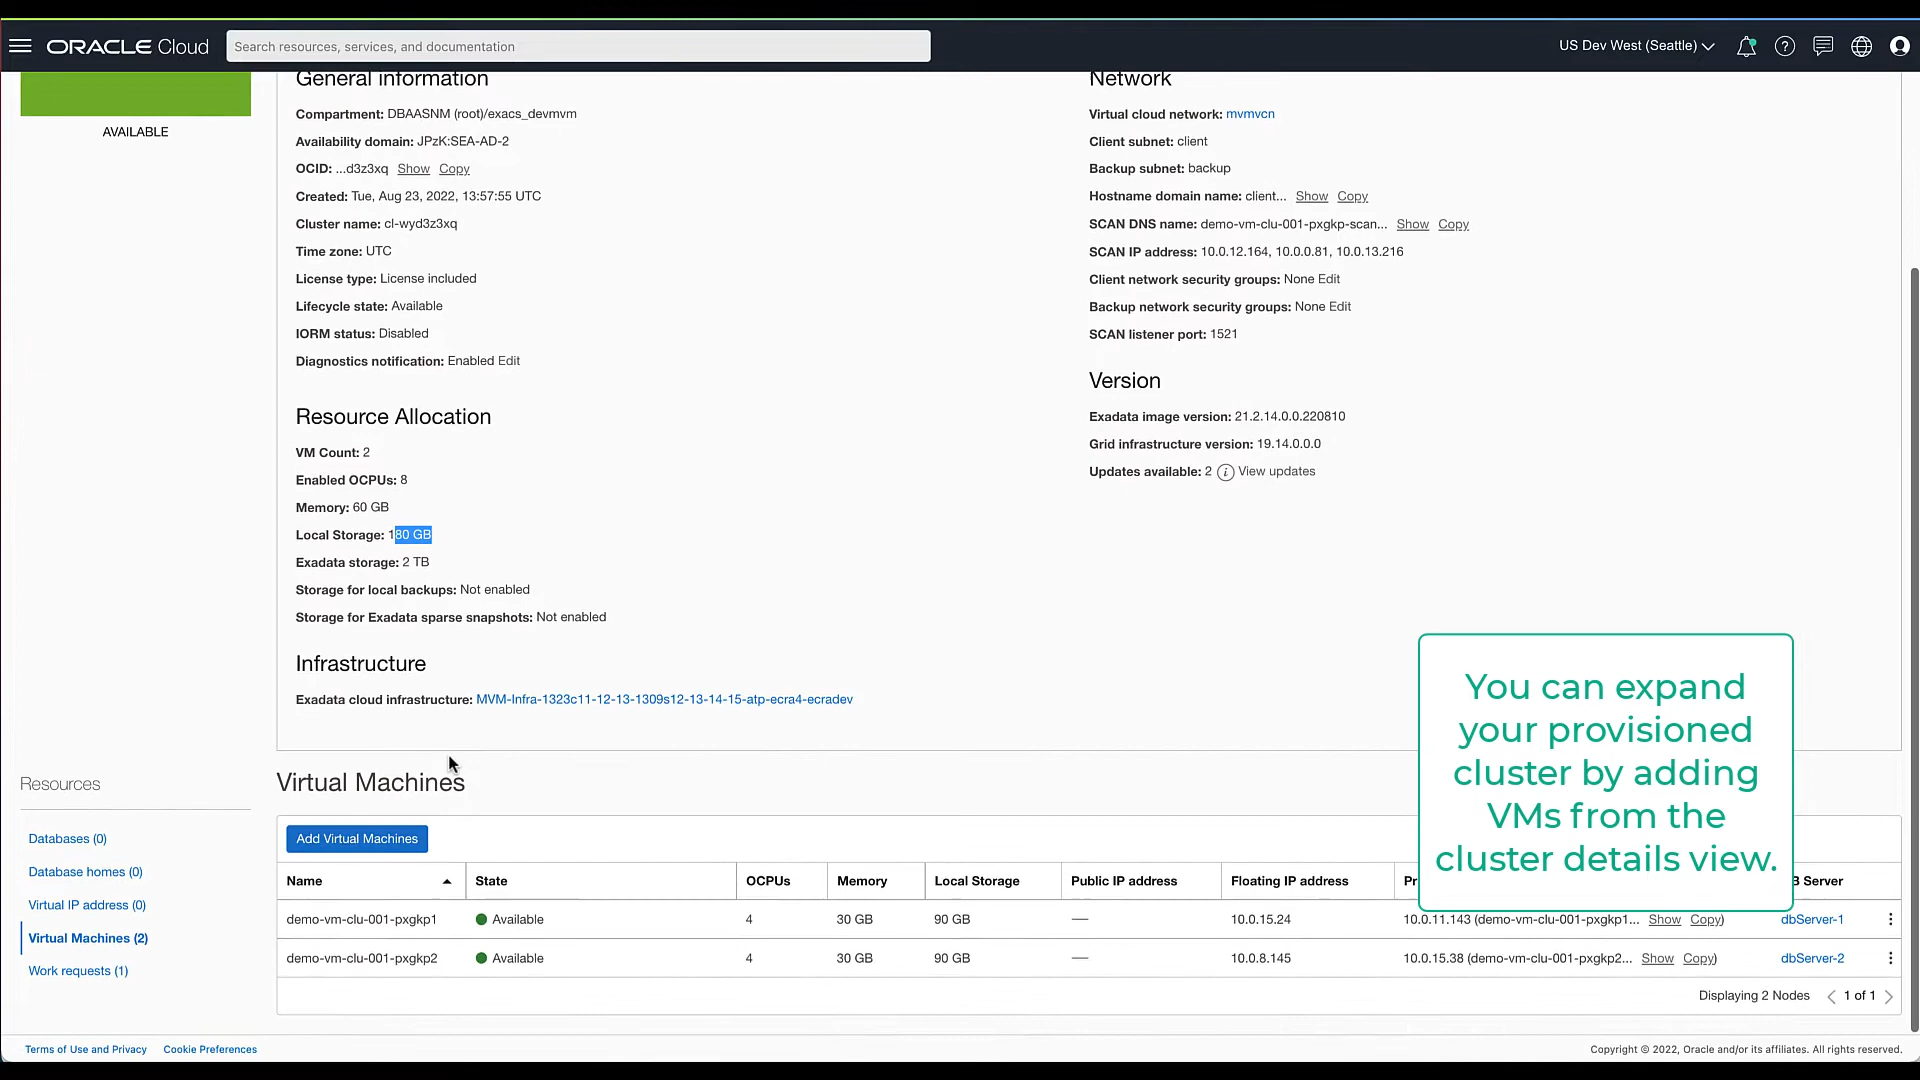 ORACLE Cloud
Search resources, services, and documentation
US Dev West (Seattle)
AVAILABLE
General information
Compartment: DBAASNM (root)/exacs_devmvm
Availability domain: JPzK:SEA-AD-2
OCID: ...d3z3xq Show Copy
Created: Tue, Aug 23, 2022, 13:57:55 UTC
Cluster name: cl-wyd3z3xq
Time zone: UTC
License type: License included
Lifecycle state: Available
IORM status: Disabled
Diagnostics notification: Enabled Edit
Resource Allocation
VM Count: 2
Enabled OCPUs: 8
Memory: 60 GB
Local Storage: 180 GB
Exadata storage: 2 TB
Storage for local backups: Not enabled
Storage for Exadata sparse snapshots: Not enabled
Infrastructure
Exadata cloud infrastructure: MVM-Infra-1323c11-12-13-1309s12-13-14-15-atp-ecra4-ecradev
Network
Virtual cloud network: mvmvcn
Client subnet: client
Backup subnet: backup
Hostname domain name: client... Show Copy
SCAN DNS name: demo-vm-clu-001-pxgkp-scan... Show Copy
SCAN IP address: 10.0.12.164, 10.0.0.81, 10.0.13.216
Client network security groups: None Edit
Backup network security groups: None Edit
SCAN listener port: 1521
Version
Exadata image version: 21.2.14.0.0.220810
Grid infrastructure version: 19.14.0.0.0
Updates available: 2 View updates
You can expand
your provisioned
cluster by adding
VMs from the
cluster details view.
Resources
Databases (0)
Database homes (0)
Virtual IP address (0)
Virtual Machines (2)
Work requests (1)
Virtual Machines
Add Virtual Machines
Name State OCPUs Memory Local Storage Public IP address Floating IP address Pr B Server
demo-vm-clu-001-pxgkp1 Available 4 30 GB 90 GB — 10.0.15.24 10.0.11.143 (demo-vm-clu-001-pxgkp1... Show Copy) dbServer-1
demo-vm-clu-001-pxgkp2 Available 4 30 GB 90 GB — 10.0.8.145 10.0.15.38 (demo-vm-clu-001-pxgkp2... Show Copy) dbServer-2
Displaying 2 Nodes 1 of 1
Terms of Use and Privacy Cookie Preferences
Copyright © 2022, Oracle and/or its affiliates. All rights reserved.